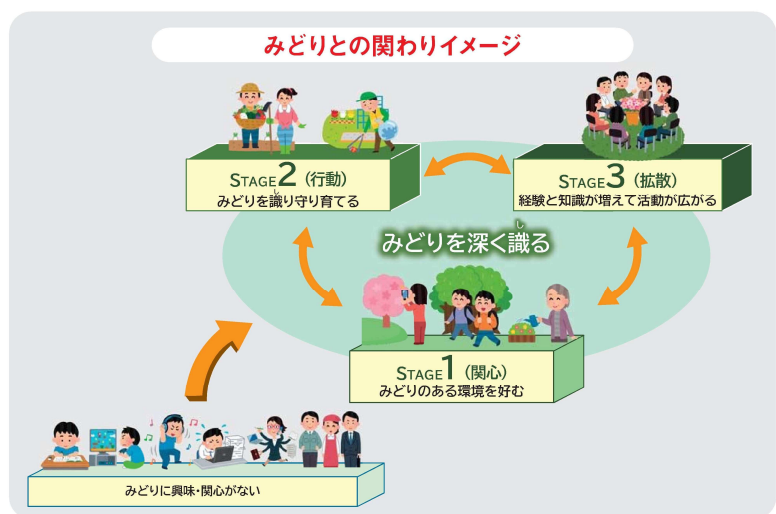 みどりとの関わりイメージ
STAGE2（行動）
みどりを識り守り育てる
し
STAGE3（拡散）
経験と知識が増えて活動が広がる
みどりを深く識る
し
STAGE1（関心）
みどりのある環境を好む
みどりに興味・関心がない